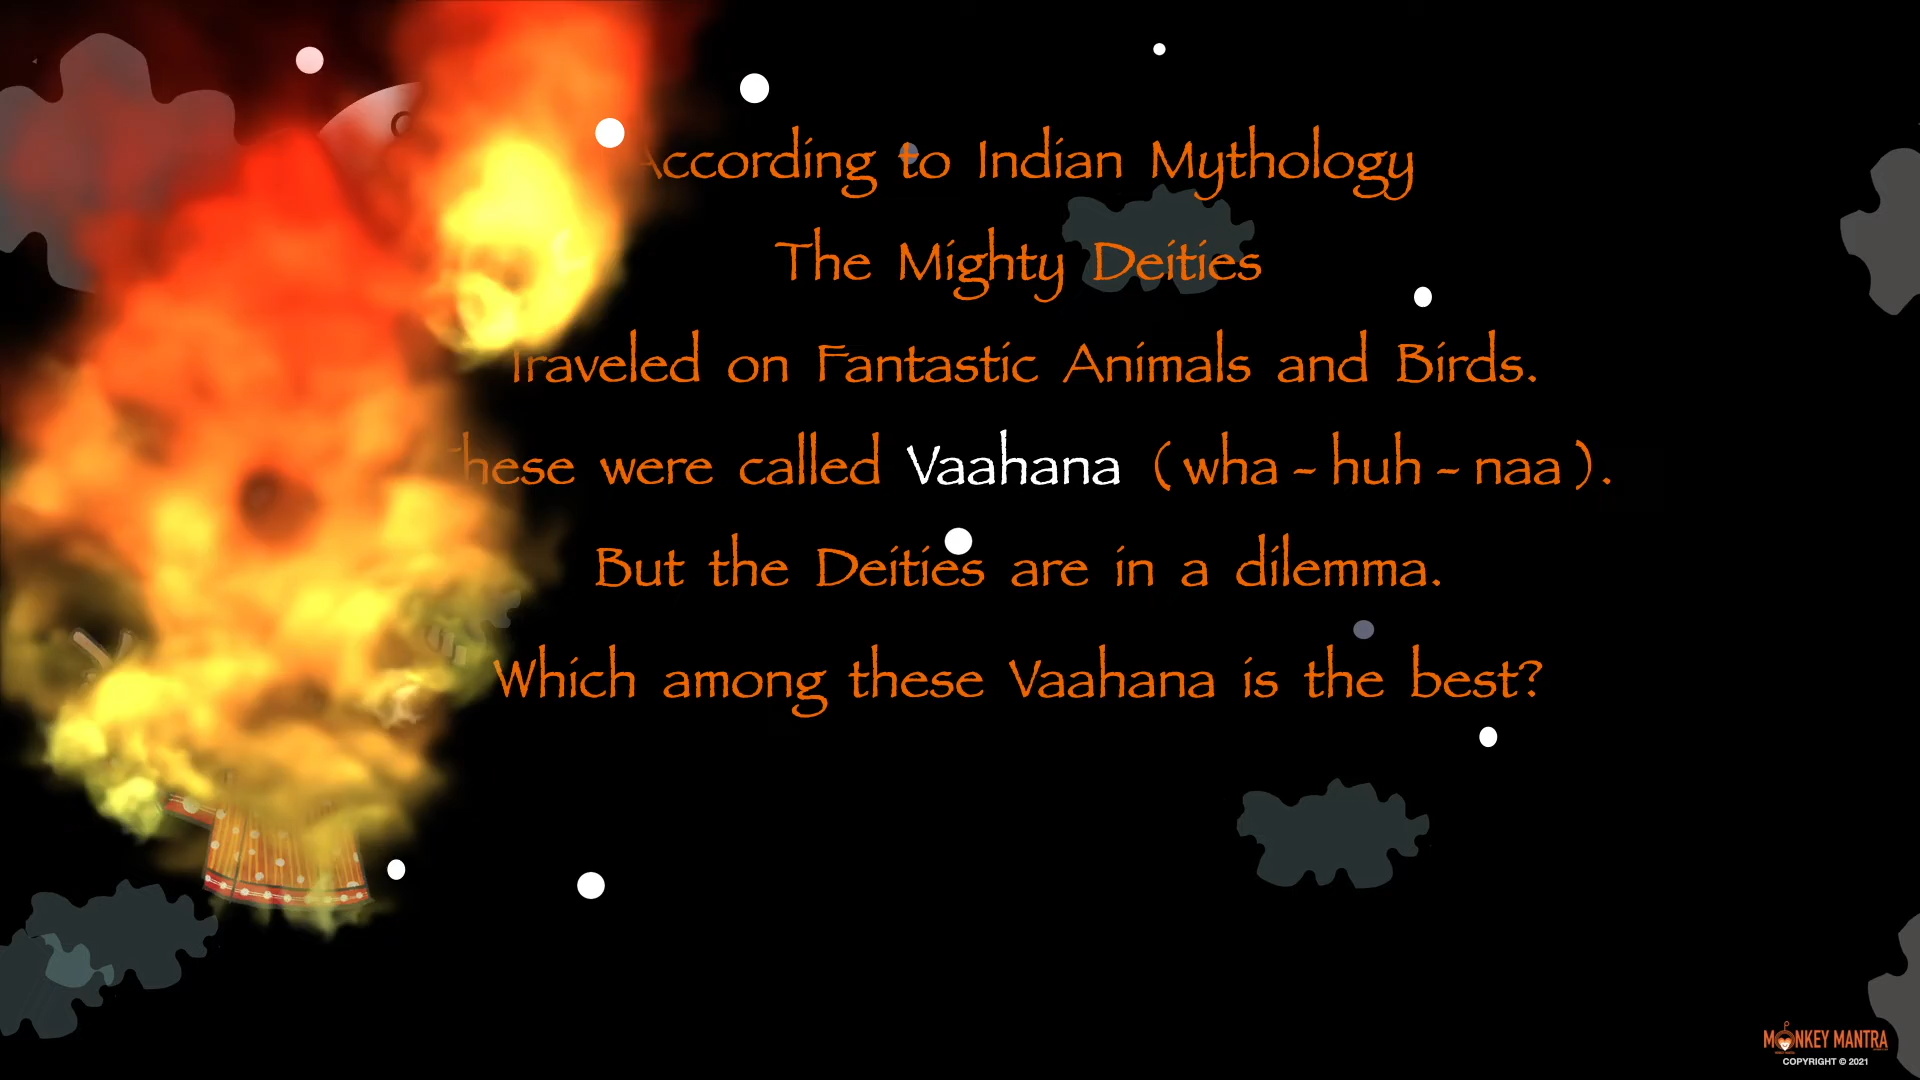 According to Indian Mythology
The Mighty Deities
Traveled on Fantastic Animals and Birds.
These were called Vaahana (wha-huh-naa).
But the Deities are in a dilemma.
Which among these Vaahana is the best?
MONKEY MANTRA
COPYRIGHT © 2021